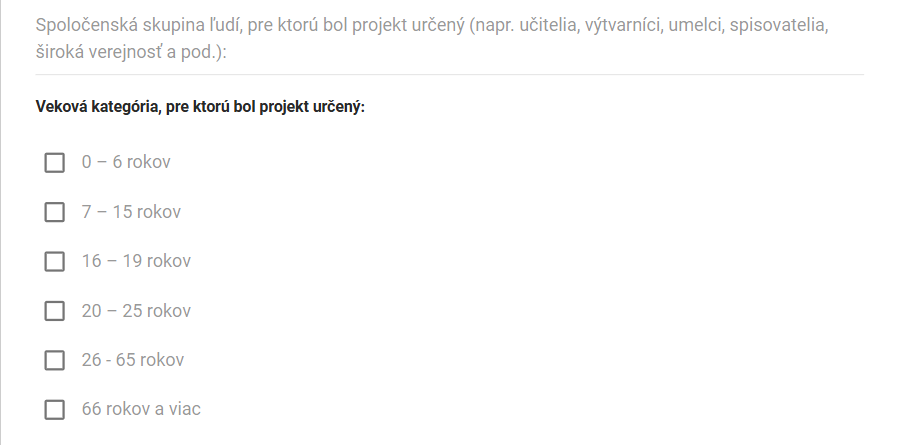 Spoločenská skupina ľudí, pre ktorú bol projekt určený (napr. učitelia, výtvarníci, umelci, spisovatelia,
široká verejnosť a pod.):
Veková kategória, pre ktorú bol projekt určený:
0 – 6 rokov
7 – 15 rokov
16 – 19 rokov
20 – 25 rokov
26 - 65 rokov
66 rokov a viac